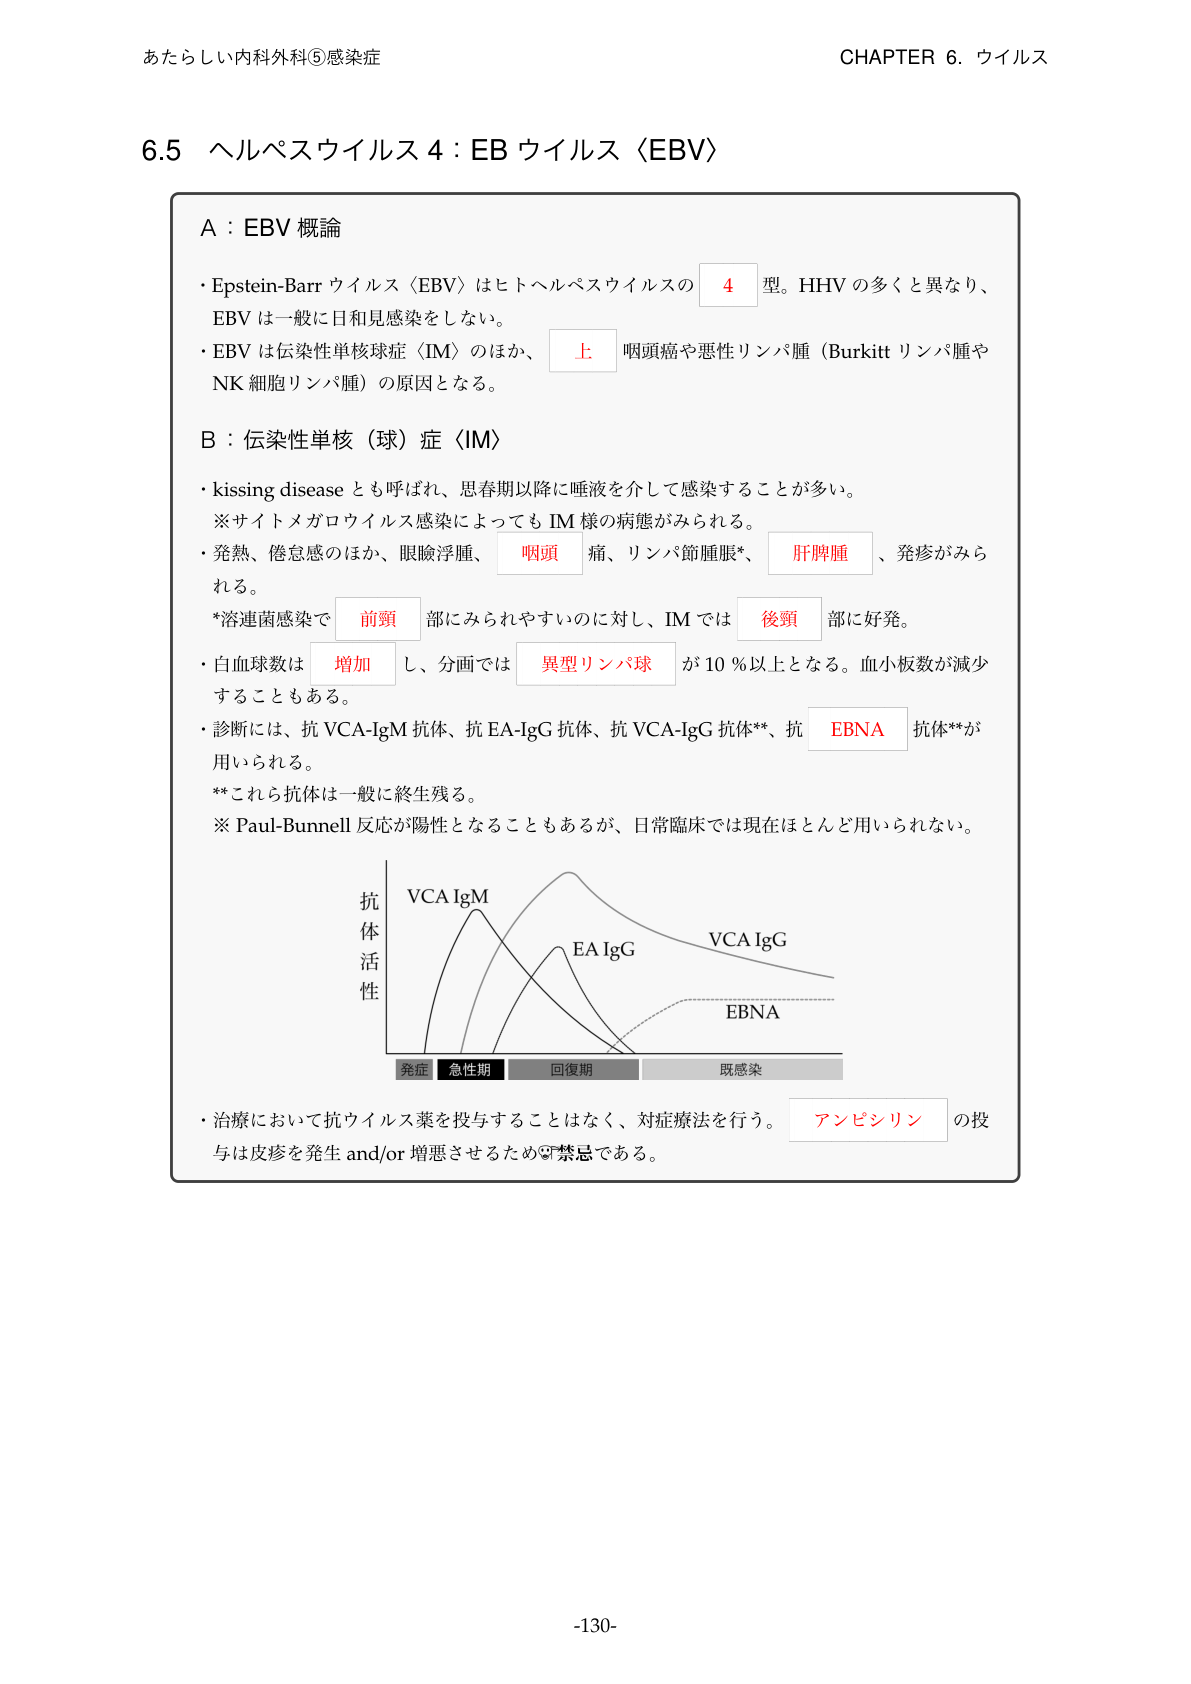 あたらしい内科外科⑤感染症 CHAPTER 6. ウイルス
6.5 ヘルペスウイルス 4：EB ウイルス〈EBV〉
A：EBV 概論
・Epstein-Barr ウイルス〈EBV〉はヒトヘルペスウイルスの 4 型。HHV の多くと異なり、
EBV は一般に日和見感染をしない。
・EBV は伝染性単核球症〈IM〉のほか、 上 咽頭癌や悪性リンパ腫（Burkitt リンパ腫や
NK 細胞リンパ腫）の原因となる。
B：伝染性単核（球）症〈IM〉
・kissing disease とも呼ばれ、思春期以降に唾液を介して感染することが多い。
※サイトメガロウイルス感染によっても IM 様の病態がみられる。
・発熱、倦怠感のほか、眼瞼浮腫、 咽頭 痛、リンパ節腫脹*、 肝脾腫 、発疹がみら
れる。
*溶連菌感染で 前頸 部にみられやすいのに対し、IM では 後頸 部に好発。
・白血球数は 増加 し、分画では 異型リンパ球 が 10 %以上となる。血小板数が減少
することもある。
・診断には、抗 VCA-IgM 抗体、抗 EA-IgG 抗体、抗 VCA-IgG 抗体**、抗 EBNA 抗体**が
用いられる。
**これら抗体は一般に終生残る。
※ Paul-Bunnell 反応が陽性となることもあるが、日常臨床では現在ほとんど用いられない。
抗体活性
VCA IgM
VCA IgG
EA IgG
EBNA
発症 急性期 回復期 既感染
・治療において抗ウイルス薬を投与することはなく、対症療法を行う。 アンピシリン の投
与は皮疹を発生 and/or 増悪させるため禁忌である。
-130-